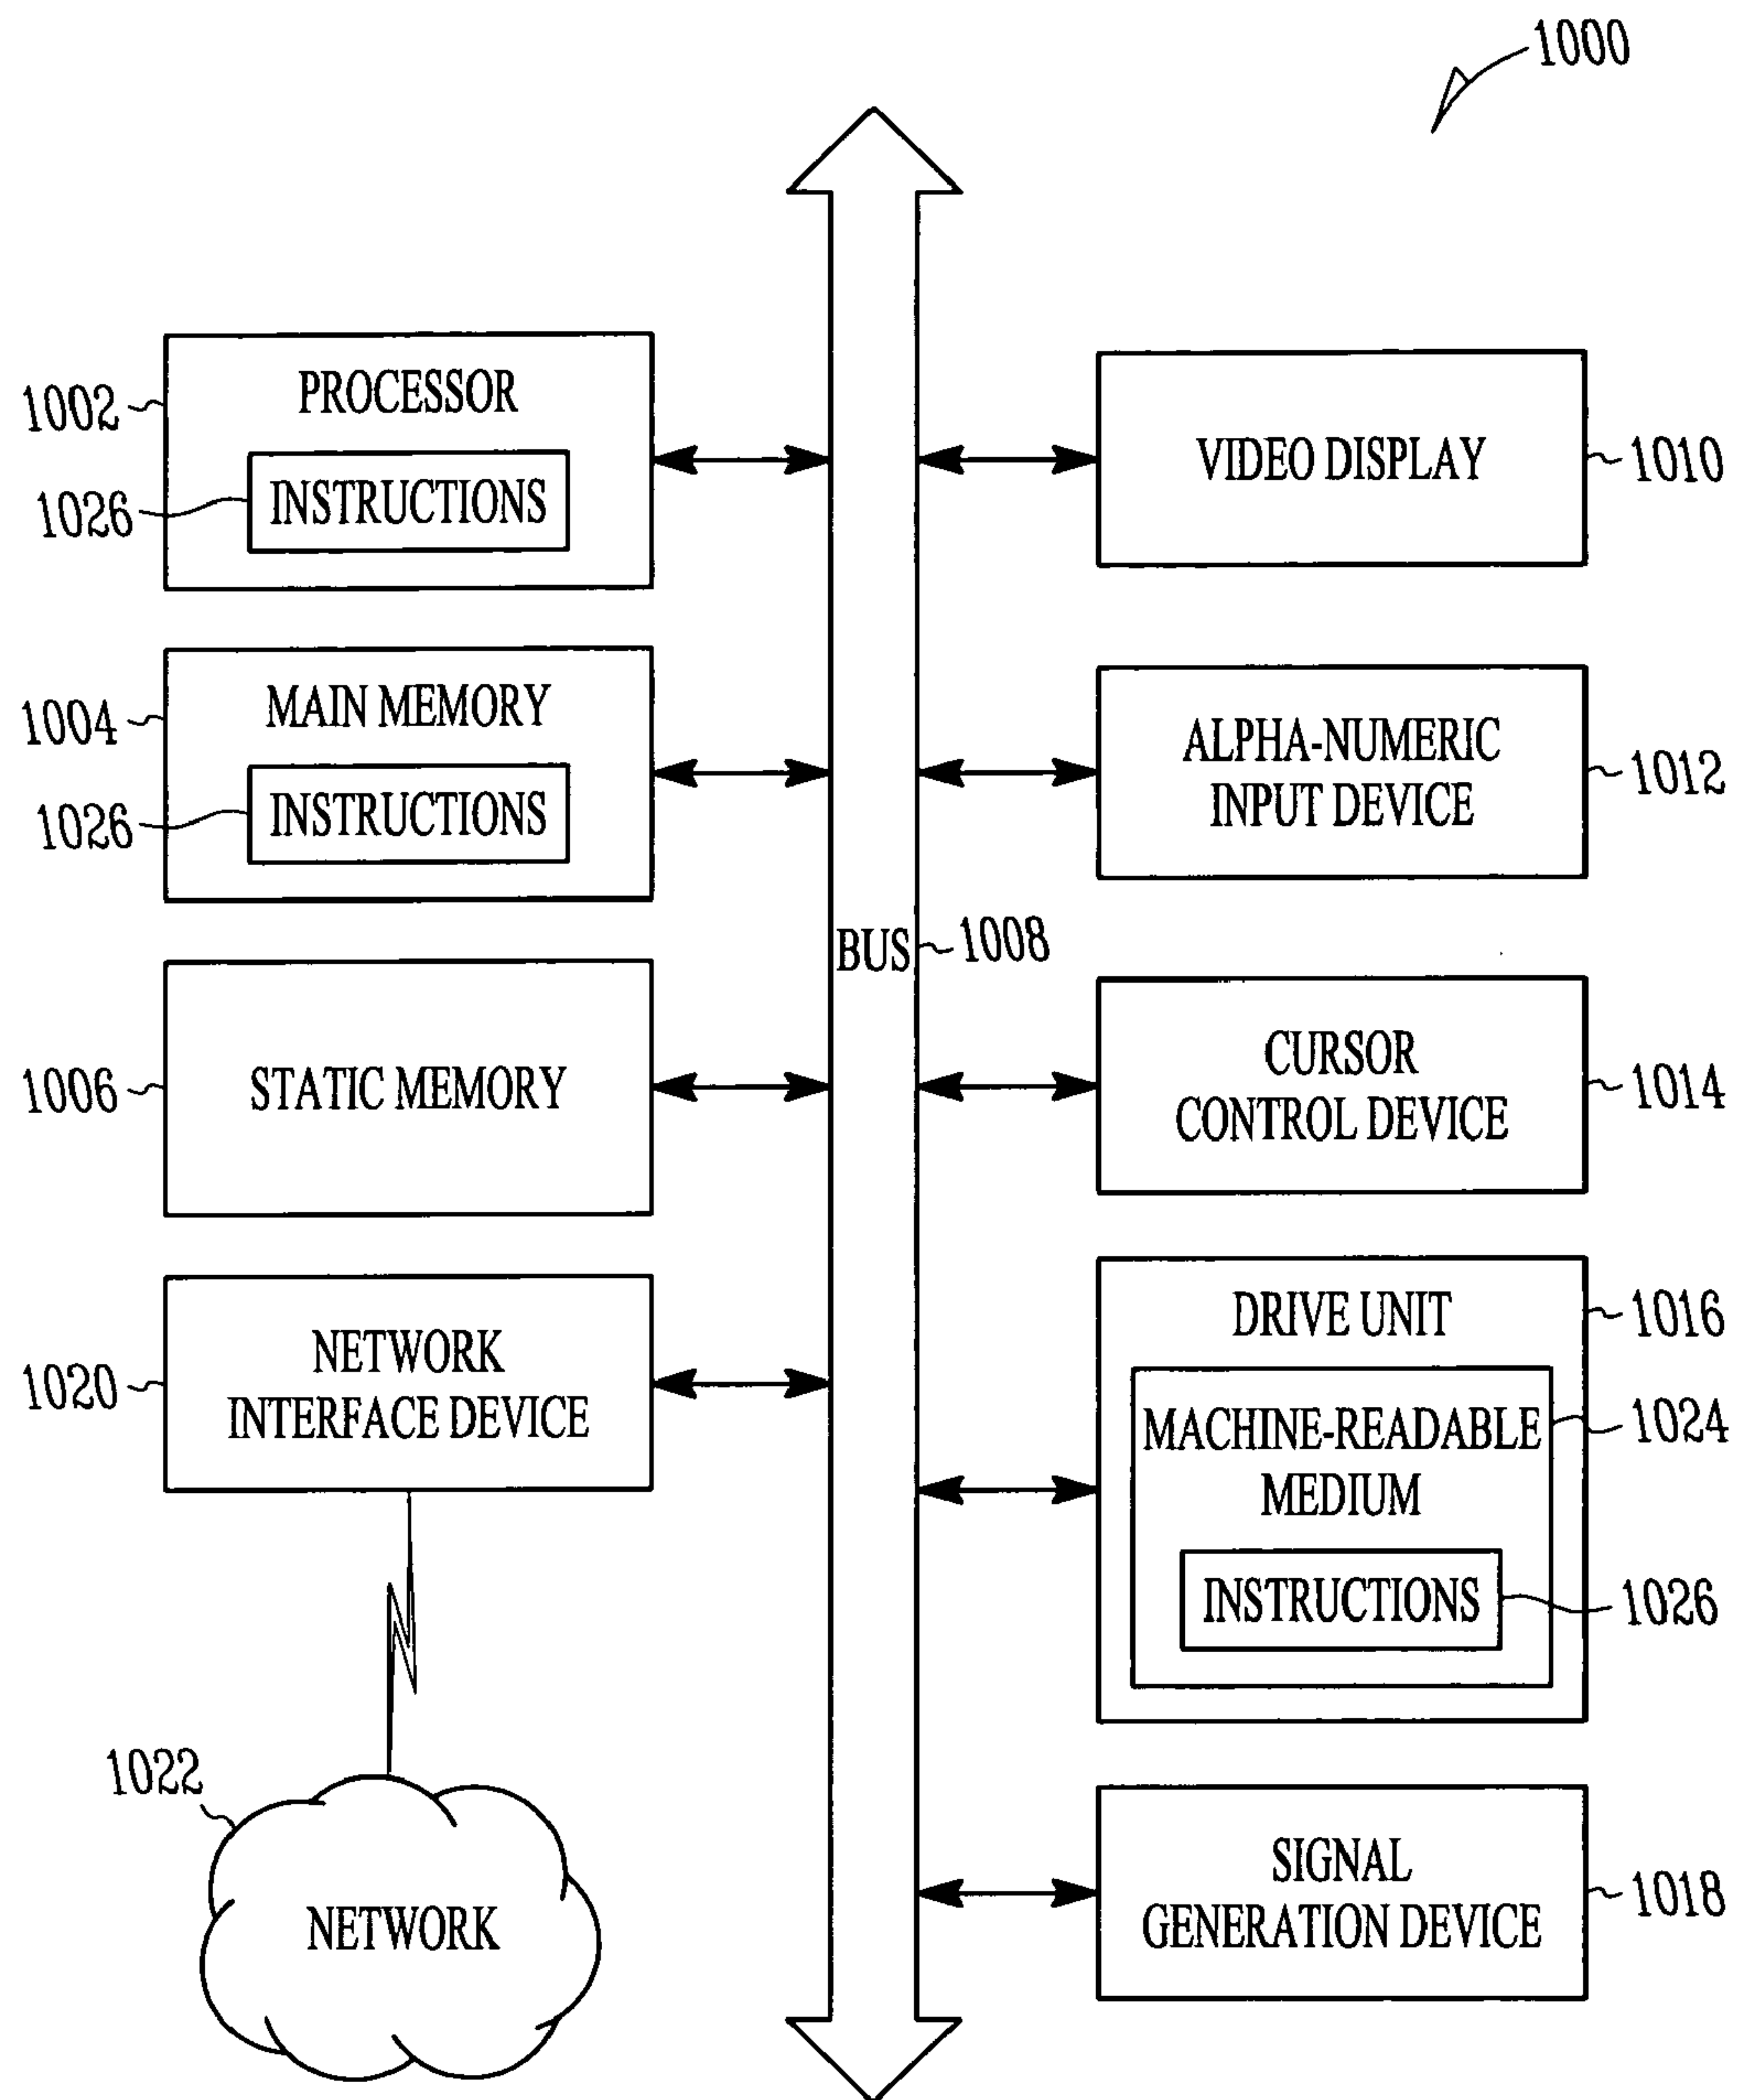 1000
PROCESSOR
1002
INSTRUCTIONS
1026
MAIN MEMORY
1004
INSTRUCTIONS
1026
STATIC MEMORY
1006
NETWORK
INTERFACE DEVICE
1020
1022
NETWORK
BUS
1008
VIDEO DISPLAY
1010
ALPHA-NUMERIC
INPUT DEVICE
1012
CURSOR
CONTROL DEVICE
1014
DRIVE UNIT
1016
MACHINE-READABLE
MEDIUM
1024
INSTRUCTIONS
1026
SIGNAL
GENERATION DEVICE
1018